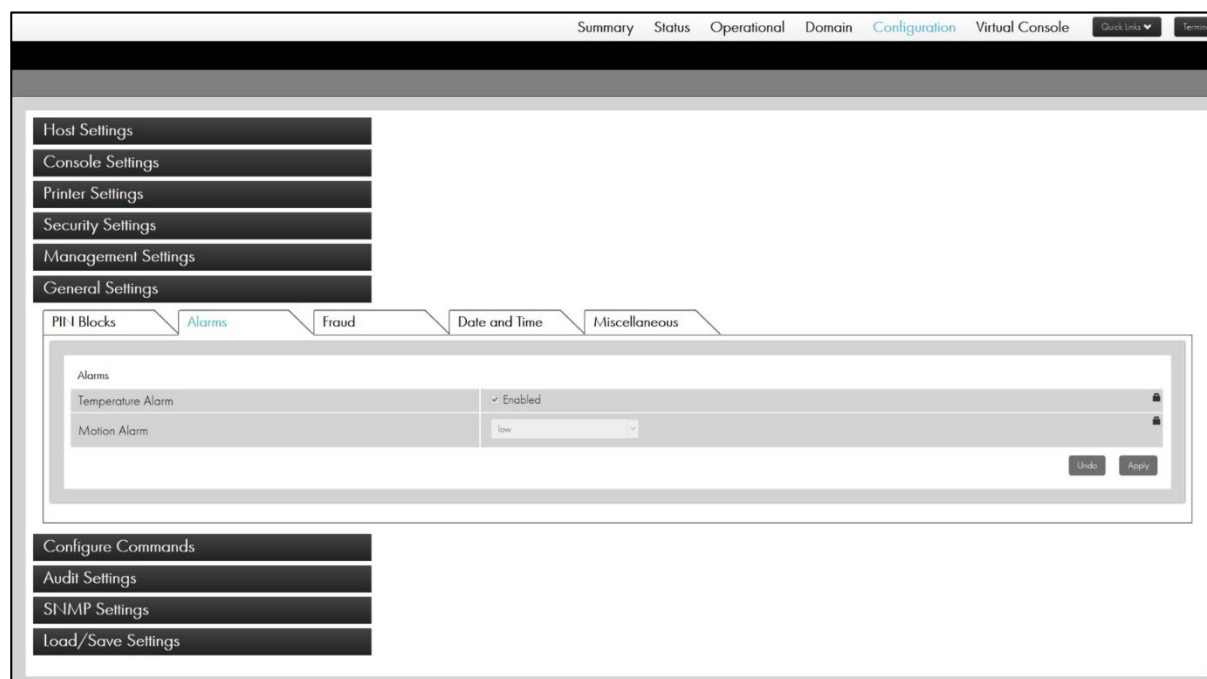 Summary Status Operational Domain Configuration Virtual Console Quick Links
Host Settings
Console Settings
Printer Settings
Security Settings
Management Settings
General Settings
PIN Blocks Alarms Fraud Date and Time Miscellaneous
Alarms
Temperature Alarm Enabled
Motion Alarm low
Undo Apply
Configure Commands
Audit Settings
SNMP Settings
Load/Save Settings